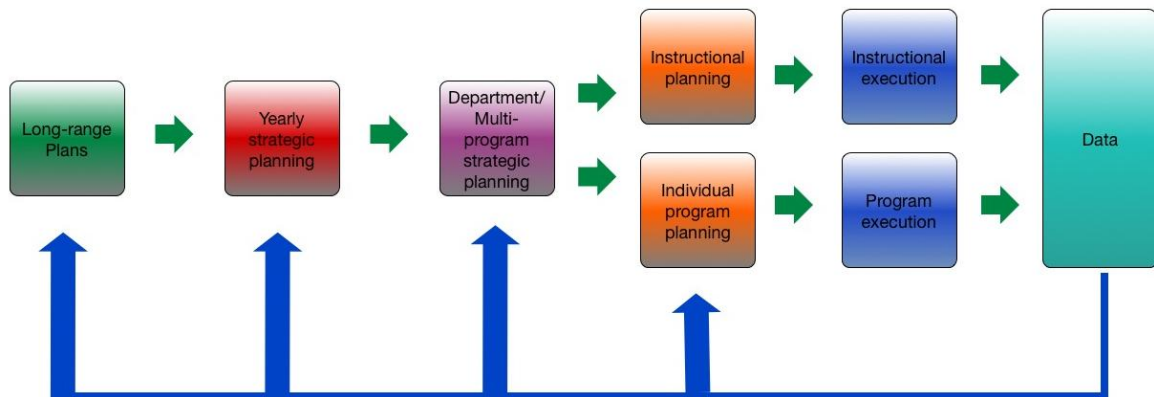 Long-range
Plans
Yearly
strategic
planning
Department/
Multi-
program
strategic
planning
Instructional
planning
Instructional
execution
Individual
program
planning
Program
execution
Data